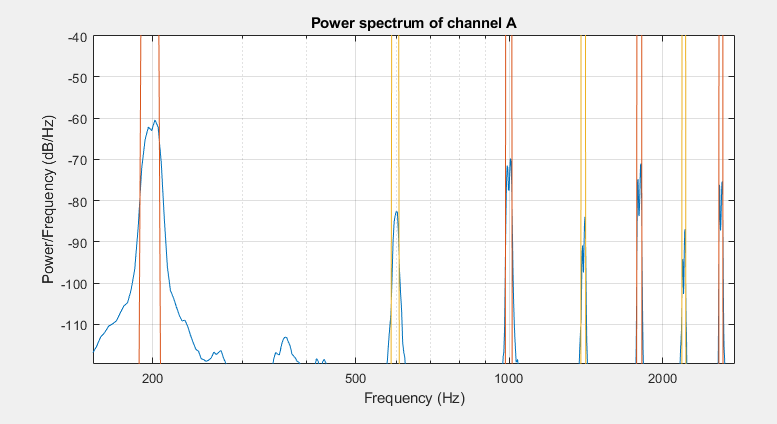 Power spectrum of channel A
-40
-50
-60
-70
-80
-90
-100
-110
Power/Frequency (dB/Hz)
200 500 1000 2000
Frequency (Hz)